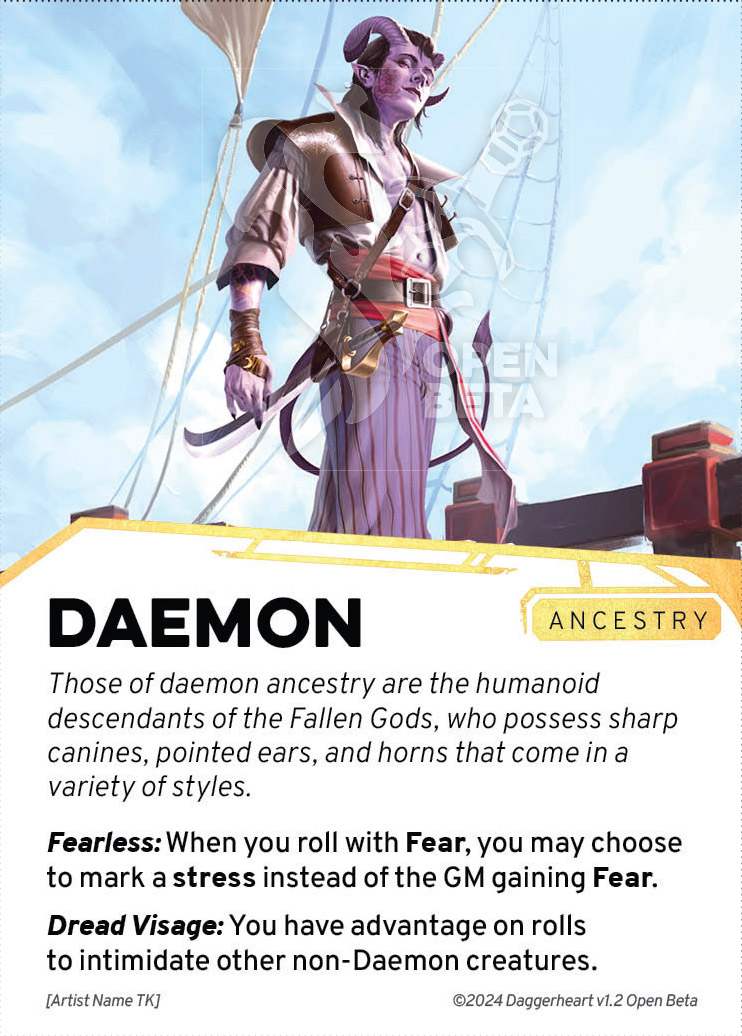 OPEN
BETA
DAEMON
ANCESTRY
Those of daemon ancestry are the humanoid
descendants of the Fallen Gods, who possess sharp
canines, pointed ears, and horns that come in a
variety of styles.
Fearless: When you roll with Fear, you may choose
to mark a stress instead of the GM gaining Fear.
Dread Visage: You have advantage on rolls
to intimidate other non-Daemon creatures.
[Artist Name TK]
©2024 Daggerheart v1.2 Open Beta